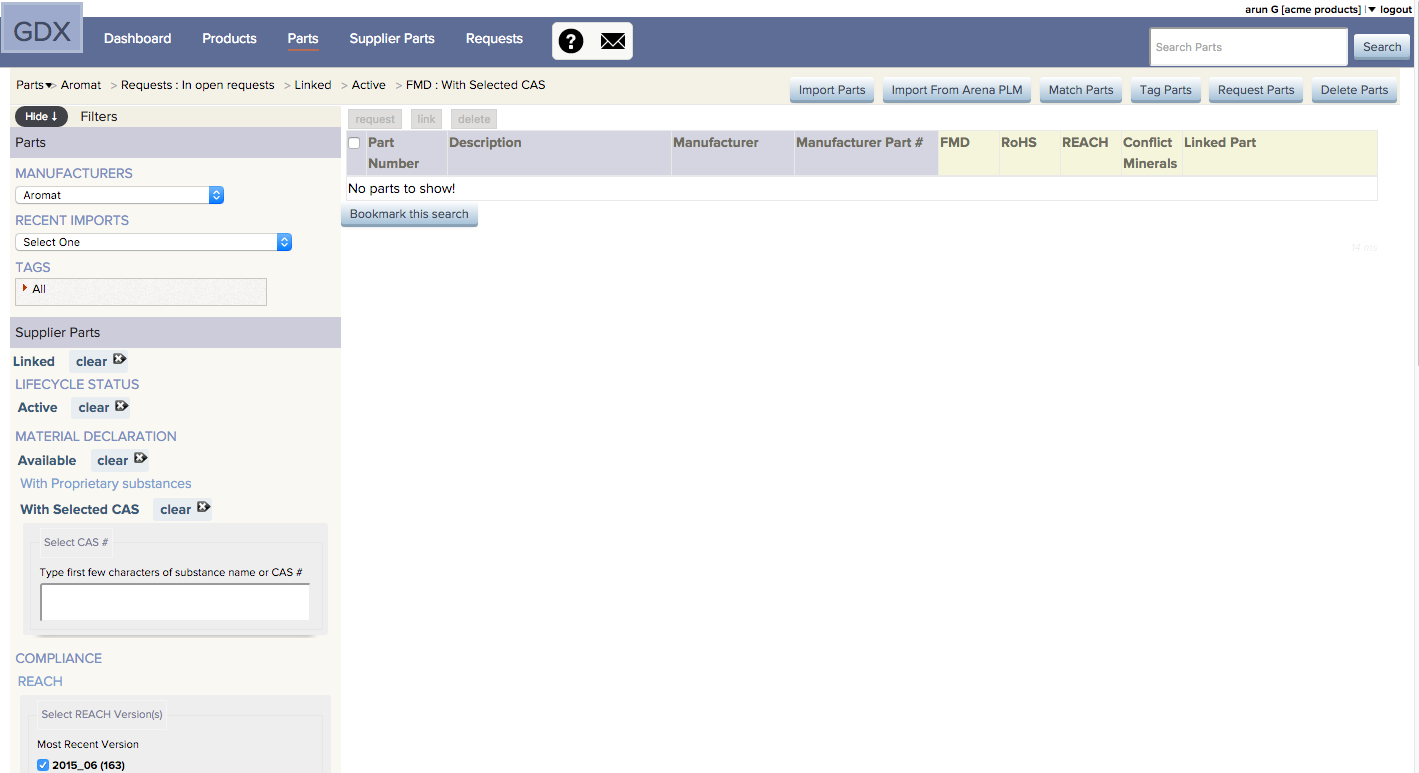 arun G [acme products] | ▼ logout
GDX
Dashboard Products Parts Supplier Parts Requests ?
Search Parts Search
Parts▾> Aromat > Requests : In open requests > Linked > Active > FMD : With Selected CAS
Import Parts Import From Arena PLM Match Parts Tag Parts Request Parts Delete Parts
Hide ↓ Filters
Parts
MANUFACTURERS
Aromat
RECENT IMPORTS
Select One
TAGS
All
Supplier Parts
Linked clear
LIFECYCLE STATUS
Active clear
MATERIAL DECLARATION
Available clear
With Proprietary substances
With Selected CAS clear
Select CAS #
Type first few characters of substance name or CAS #
COMPLIANCE
REACH
Select REACH Version(s)
Most Recent Version
2015_06 (163)
request link delete
Part Number Description Manufacturer Manufacturer Part # FMD RoHS REACH Conflict Minerals Linked Part
No parts to show!
Bookmark this search
14 ms